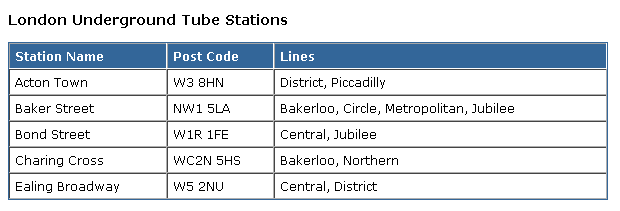 London Underground Tube Stations
Station Name Post Code Lines
Acton Town W3 8HN District, Piccadilly
Baker Street NW1 5LA Bakerloo, Circle, Metropolitan, Jubilee
Bond Street W1R 1FE Central, Jubilee
Charing Cross WC2N 5HS Bakerloo, Northern
Ealing Broadway W5 2NU Central, District